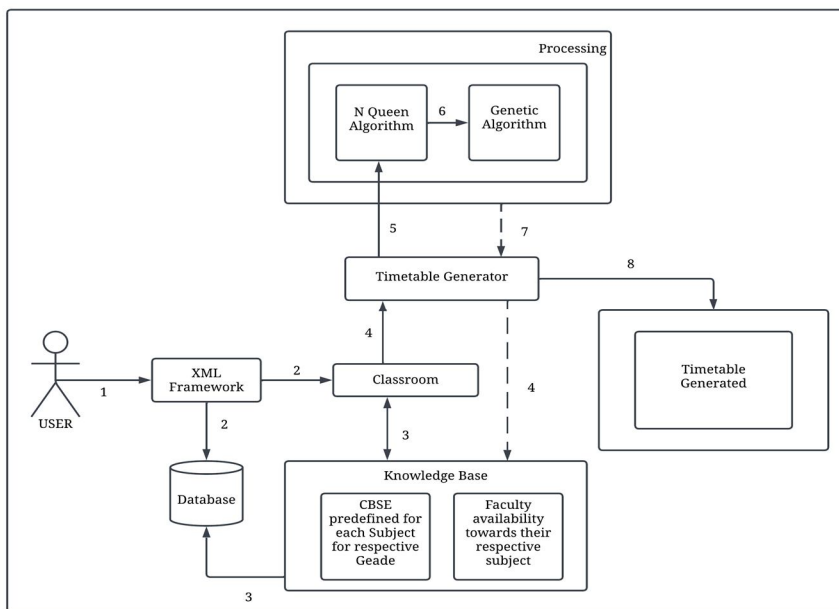 Processing
N Queen
Algorithm
6
Genetic
Algorithm
5
7
Timetable Generator
8
4
Timetable
Generated
USER
1
XML
Framework
2
Classroom
4
2
3
Database
Knowledge Base
CBSE
predefined for
each Subject
for respective
Geade
Faculty
availability
towards their
respective
subject
3